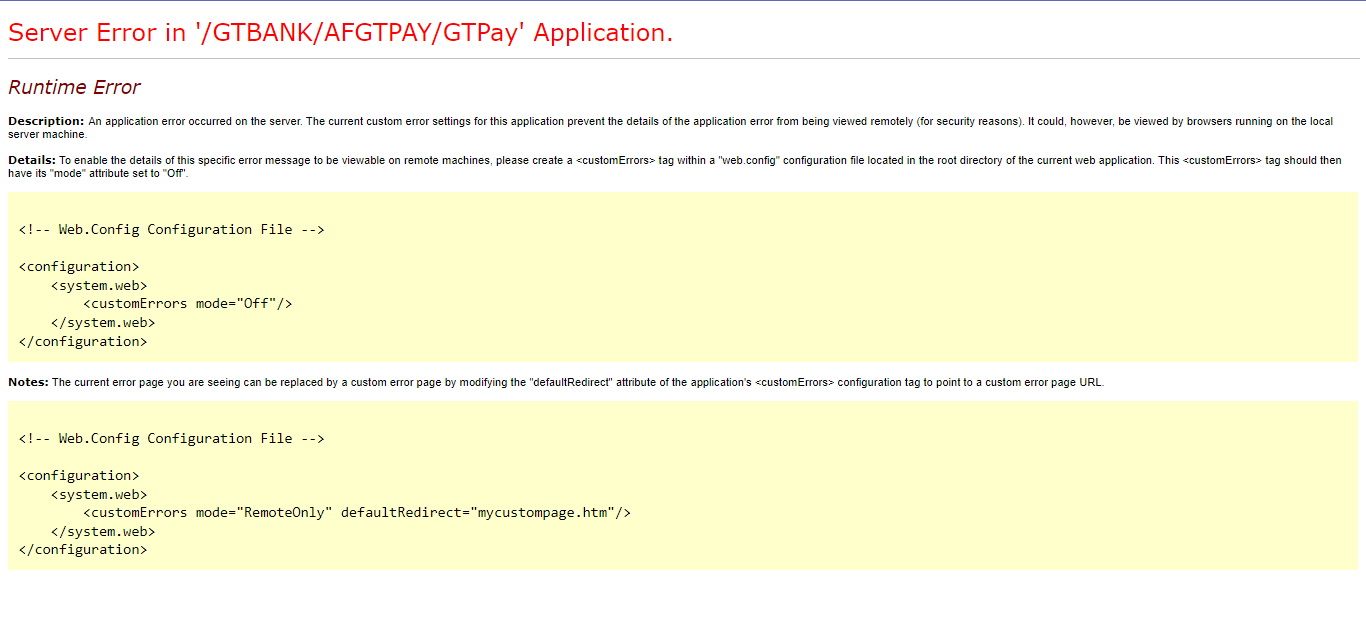 Server Error in '/GTBANK/AFGTPAY/GTPay' Application.
Runtime Error
Description: An application error occurred on the server. The current custom error settings for this application prevent the details of the application error from being viewed remotely (for security reasons). It could, however, be viewed by browsers running on the local
server machine.
Details: To enable the details of this specific error message to be viewable on remote machines, please create a <customErrors> tag within a "web.config" configuration file located in the root directory of the current web application. This <customErrors> tag should then
have its "mode" attribute set to "Off".
<!-- Web.Config Configuration File -->
<configuration>
    <system.web>
        <customErrors mode="Off"/>
    </system.web>
</configuration>
Notes: The current error page you are seeing can be replaced by a custom error page by modifying the "defaultRedirect" attribute of the application's <customErrors> configuration tag to point to a custom error page URL.
<!-- Web.Config Configuration File -->
<configuration>
    <system.web>
        <customErrors mode="RemoteOnly" defaultRedirect="mycustompage.htm"/>
    </system.web>
</configuration>